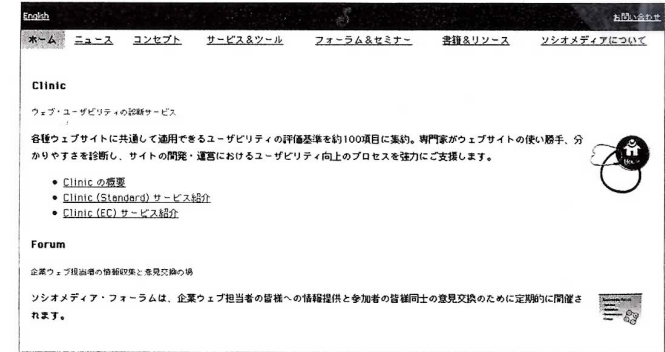 English
お問い合わせ
ホーム ニュース コンセプト サービス&ツール フォーラム&セミナー 書籍&リソース ソシオメディアについて
Clinic
ウェブ・ユーザビリティの診断サービス
各種ウェブサイトに共通して適用できるユーザビリティの評価基準を約100項目に集約。専門家がウェブサイトの使い勝手、分
かりやすさを診断し、サイトの開発・運営におけるユーザビリティ向上のプロセスを強力にご支援します。
• Clinic の概要
• Clinic (Standard) サービス紹介
• Clinic (EC) サービス紹介
Forum
企業ウェブ担当者の情報収集と意見交換の場
ソシオメディア・フォーラムは、企業ウェブ担当者の皆様への情報提供と参加者の皆様同士の意見交換のために定期的に開催さ
れます。